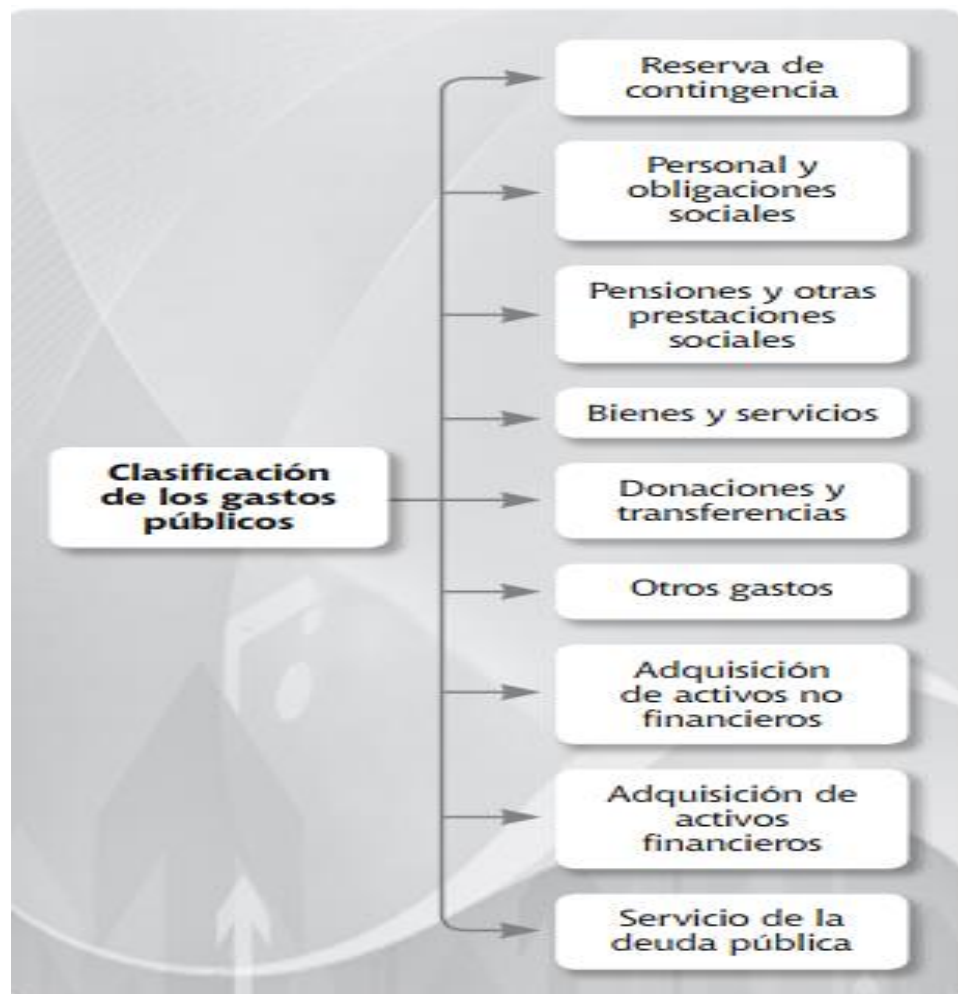 Reserva de
contingencia
Personal y
obligaciones
sociales
Pensiones y otras
prestaciones
sociales
Bienes y servicios
Clasificación
de los gastos
públicos
Donaciones y
transferencias
Otros gastos
Adquisición
de activos no
financieros
Adquisición de
activos
financieros
Servicio de la
deuda pública